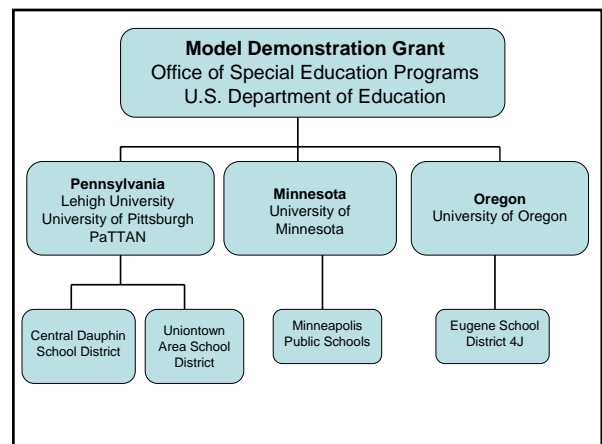 Model Demonstration Grant
Office of Special Education Programs
U.S. Department of Education
Pennsylvania
Lehigh University
University of Pittsburgh
PaTTAN
Minnesota
University of
Minnesota
Oregon
University of Oregon
Central Dauphin
School District
Uniontown
Area School
District
Minneapolis
Public Schools
Eugene School
District 4J